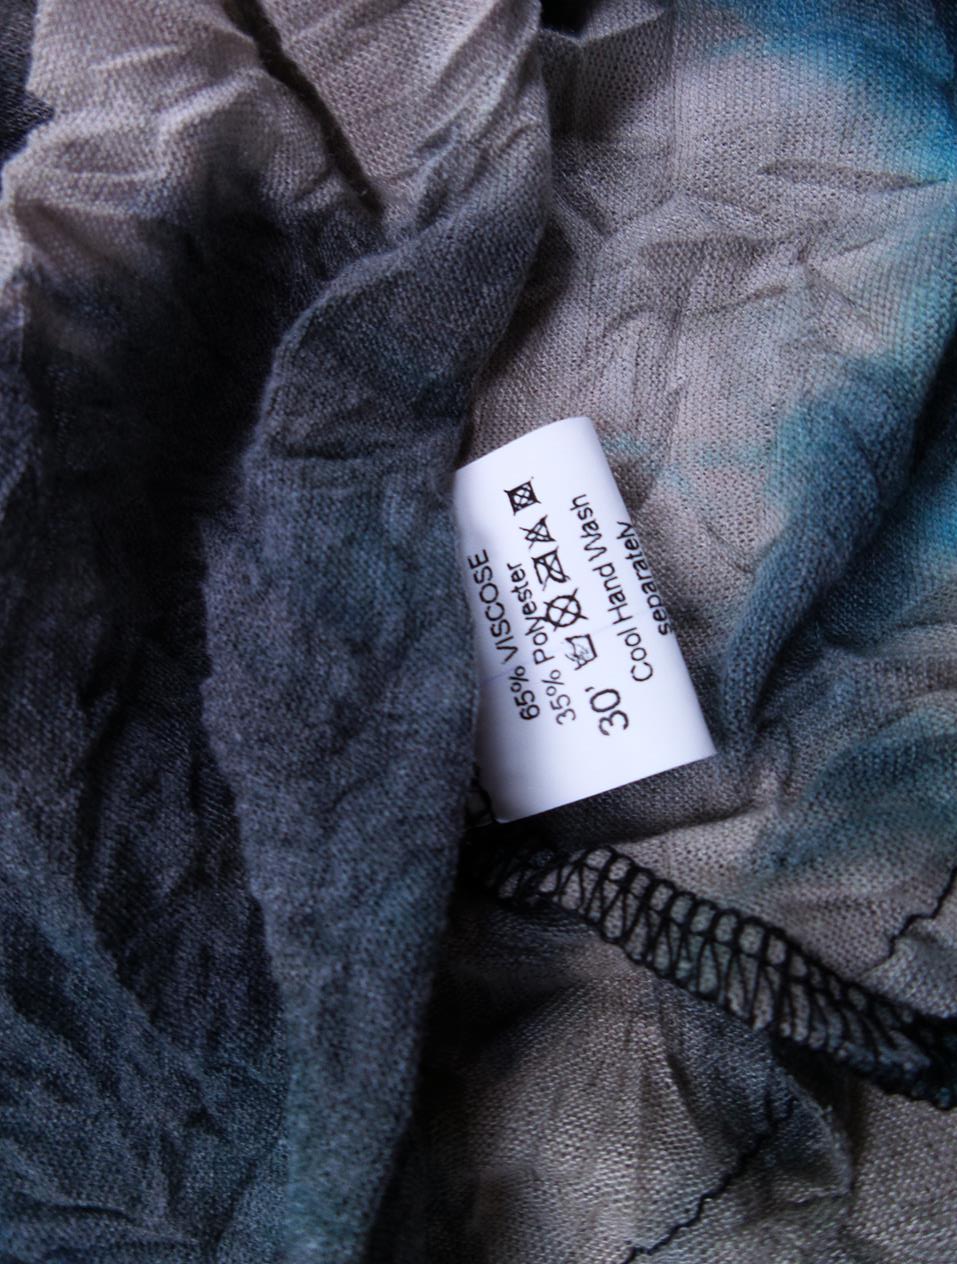 65% VISCOSE
35% Polyester
30'
Cool Hand Wash
separately